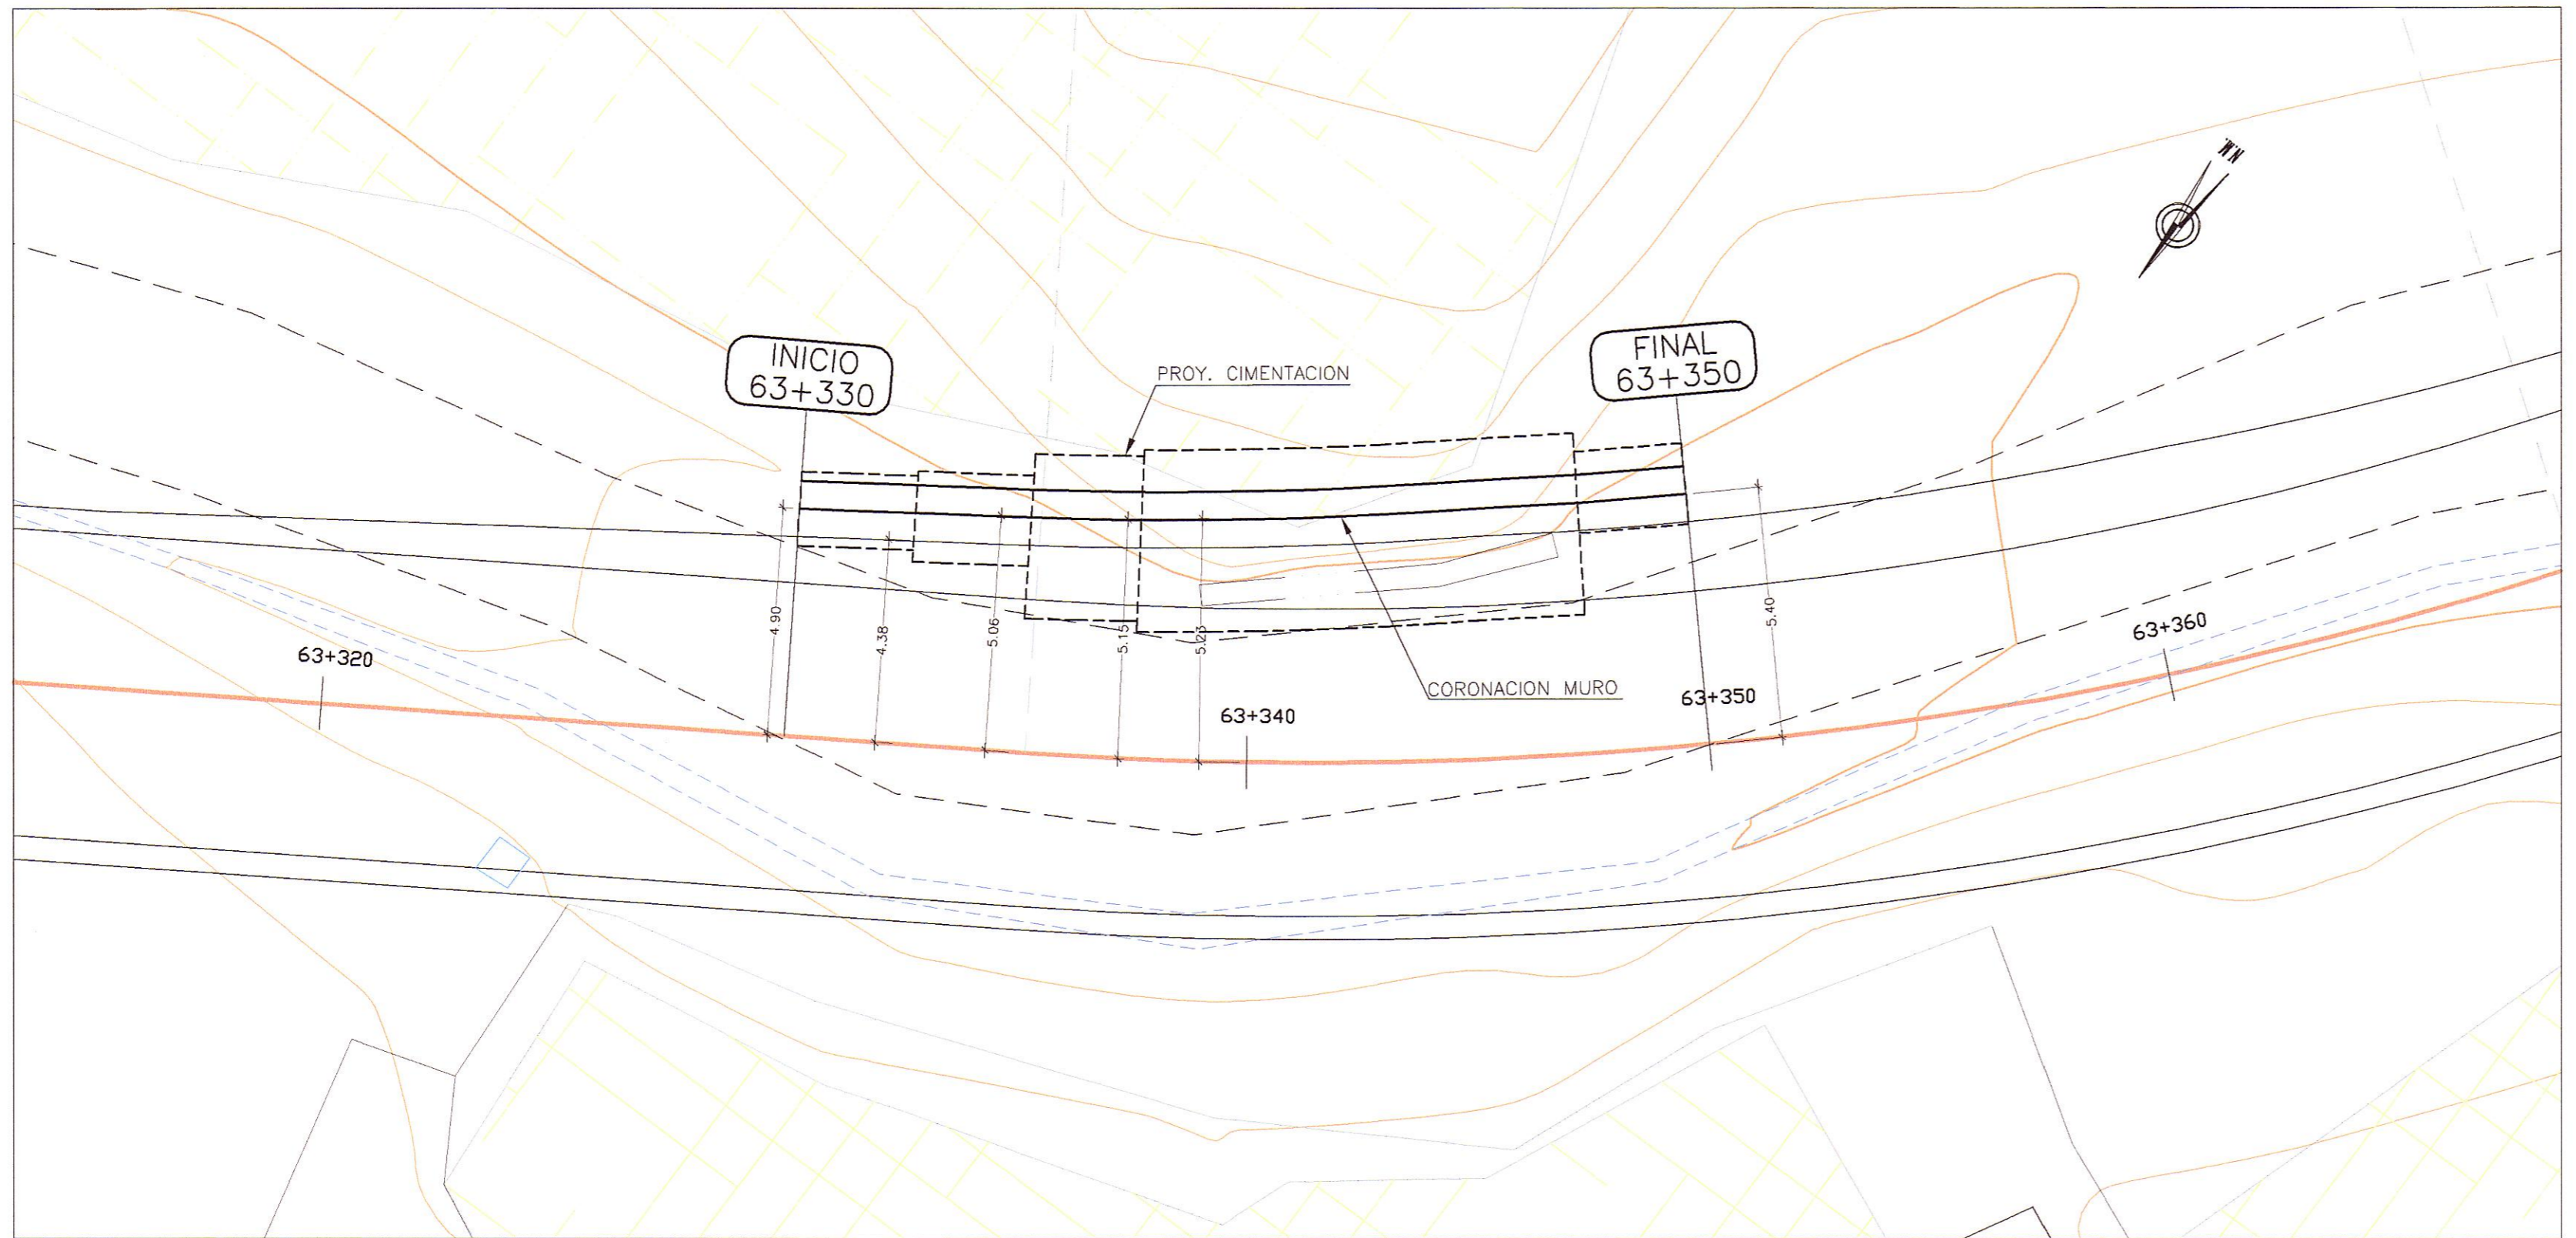 N.M.
INICIO
63+330
PROY. CIMENTACION
FINAL
63+350
4.90
4.38
5.06
5.15
5.23
5.40
63+320
63+340
CORONACION MURO
63+350
63+360